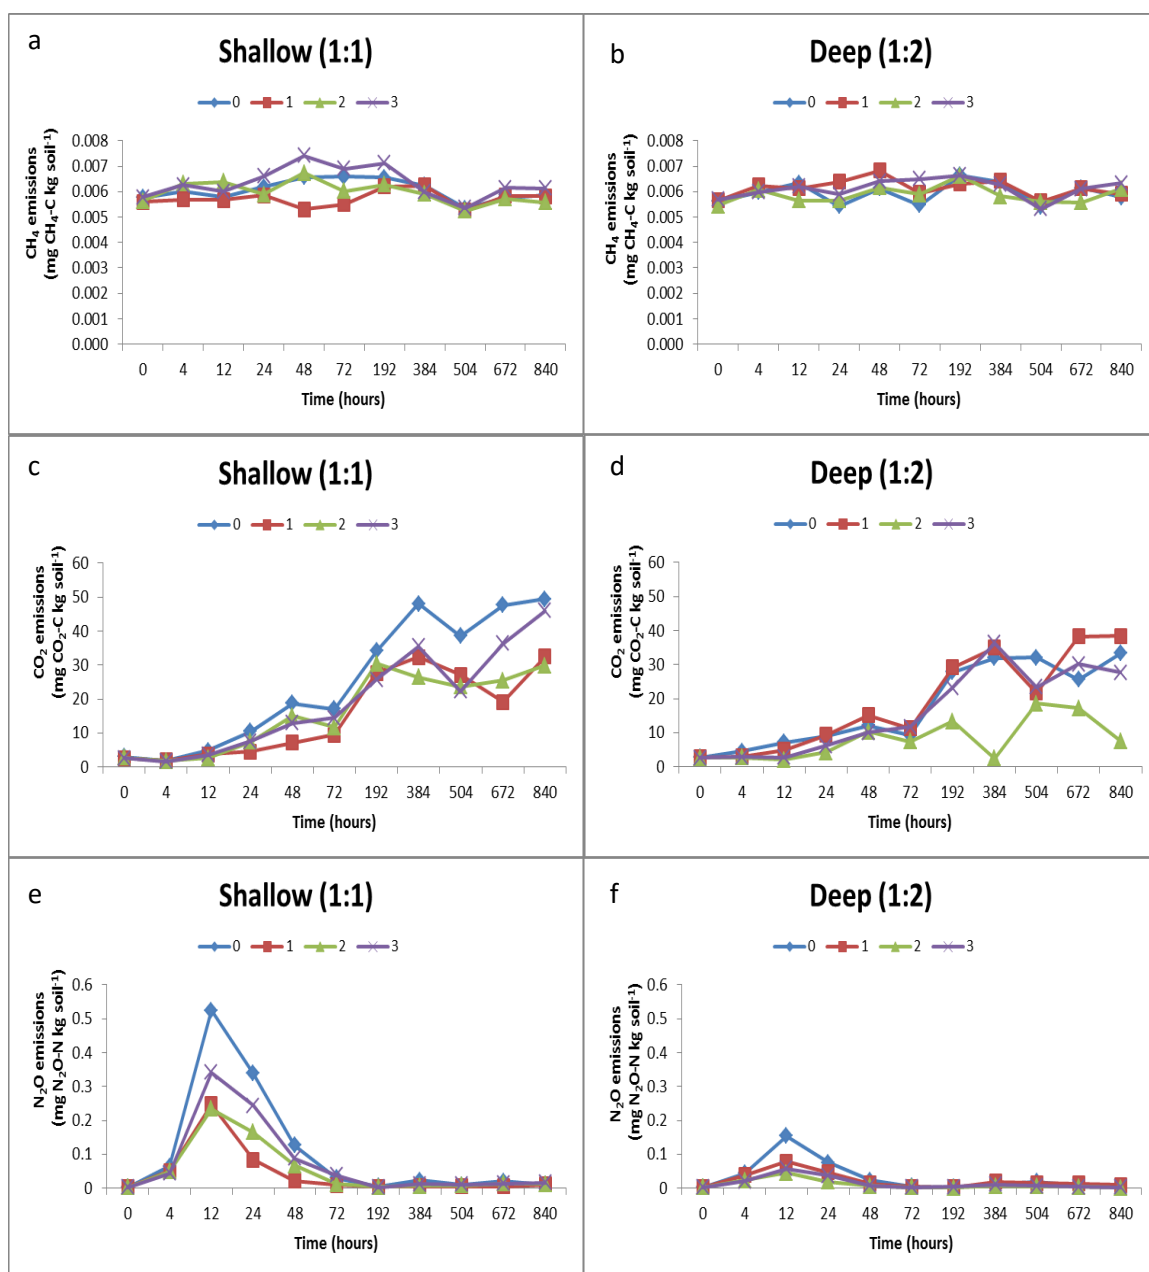 a
Shallow (1:1)
0 1 2 3
CH₄ emissions
(mg CH₄-C kg soil⁻¹)
0.008
0.007
0.006
0.005
0.004
0.003
0.002
0.001
0.000
0 4 12 24 48 72 192 384 504 672 840
Time (hours)
b
Deep (1:2)
0 1 2 3
CH₄ emissions
(mg CH₄-C kg soil⁻¹)
0.008
0.007
0.006
0.005
0.004
0.003
0.002
0.001
0.000
0 4 12 24 48 72 192 384 504 672 840
Time (hours)
c
Shallow (1:1)
0 1 2 3
CO₂ emissions
(mg CO₂-C kg soil⁻¹)
60
50
40
30
20
10
0
0 4 12 24 48 72 192 384 504 672 840
Time (hours)
d
Deep (1:2)
0 1 2 3
CO₂ emissions
(mg CO₂-C kg soil⁻¹)
60
50
40
30
20
10
0
0 4 12 24 48 72 192 384 504 672 840
Time (hours)
e
Shallow (1:1)
0 1 2 3
N₂O emissions
(mg N₂O-N kg soil⁻¹)
0.6
0.5
0.4
0.3
0.2
0.1
0
0 4 12 24 48 72 192 384 504 672 840
Time (hours)
f
Deep (1:2)
0 1 2 3
N₂O emissions
(mg N₂O-N kg soil⁻¹)
0.6
0.5
0.4
0.3
0.2
0.1
0
0 4 12 24 48 72 192 384 504 672 840
Time (hours)